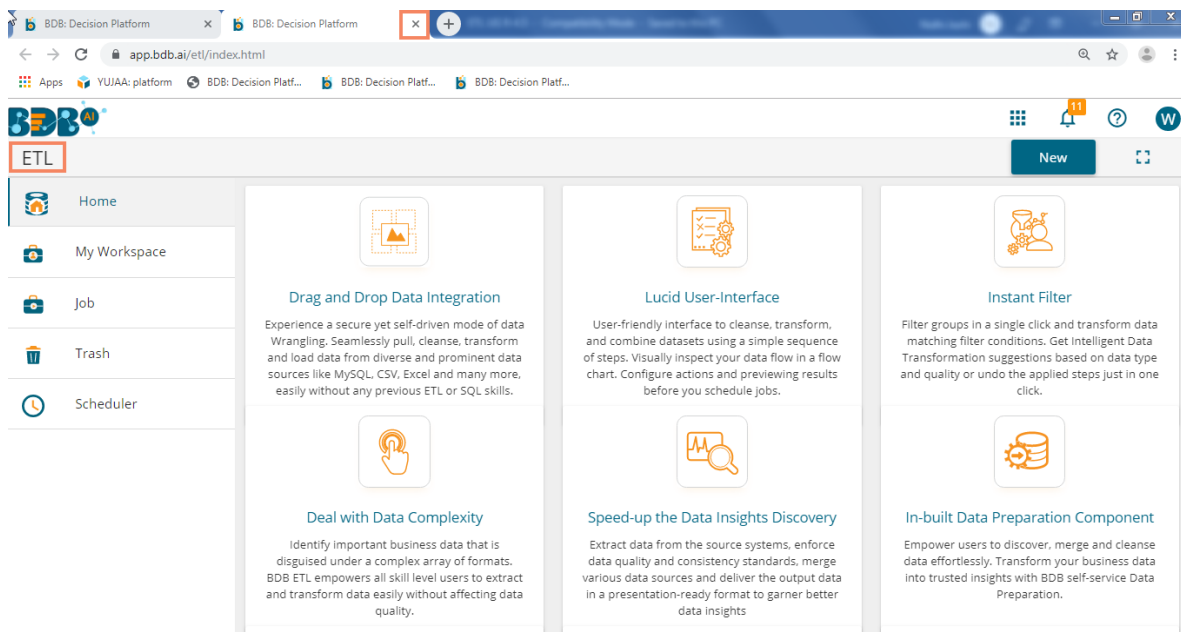 BDB: Decision Platform
BDB: Decision Platform
app.bdb.ai/etl/index.html
Apps YUJAA: platform BDB: Decision Platf... BDB: Decision Platf... BDB: Decision Platf...
BDB AI
11
W
ETL
New
Home
My Workspace
Job
Trash
Scheduler
Drag and Drop Data Integration
Experience a secure yet self-driven mode of data
Wrangling. Seamlessly pull, cleanse, transform
and load data from diverse and prominent data
sources like MySQL, CSV, Excel and many more,
easily without any previous ETL or SQL skills.
Lucid User-Interface
User-friendly interface to cleanse, transform,
and combine datasets using a simple sequence
of steps. Visually inspect your data flow in a flow
chart. Configure actions and previewing results
before you schedule jobs.
Instant Filter
Filter groups in a single click and transform data
matching filter conditions. Get Intelligent Data
Transformation suggestions based on data type
and quality or undo the applied steps just in one
click.
Deal with Data Complexity
Identify important business data that is
disguised under a complex array of formats.
BDB ETL empowers all skill level users to extract
and transform data easily without affecting data
quality.
Speed-up the Data Insights Discovery
Extract data from the source systems, enforce
data quality and consistency standards, merge
various data sources and deliver the output data
in a presentation-ready format to garner better
data insights
In-built Data Preparation Component
Empower users to discover, merge and cleanse
data effortlessly. Transform your business data
into trusted insights with BDB self-service Data
Preparation.